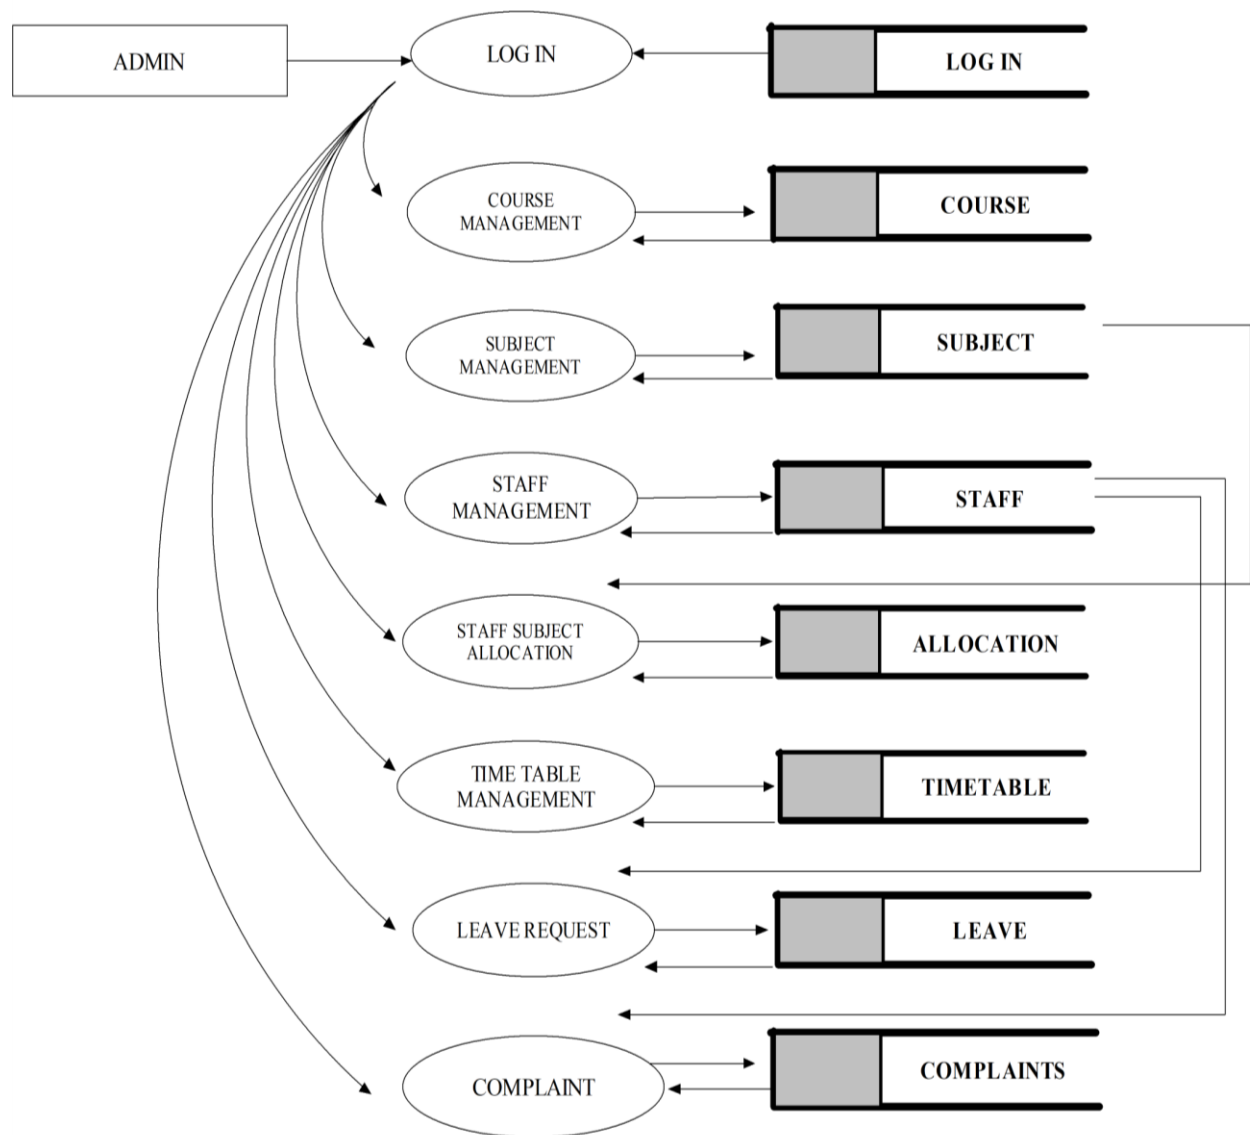 ADMIN
LOG IN
LOG IN
COURSE
MANAGEMENT
COURSE
SUBJECT
MANAGEMENT
SUBJECT
STAFF
MANAGEMENT
STAFF
STAFF SUBJECT
ALLOCATION
ALLOCATION
TIME TABLE
MANAGEMENT
TIMETABLE
LEAVE REQUEST
LEAVE
COMPLAINT
COMPLAINTS